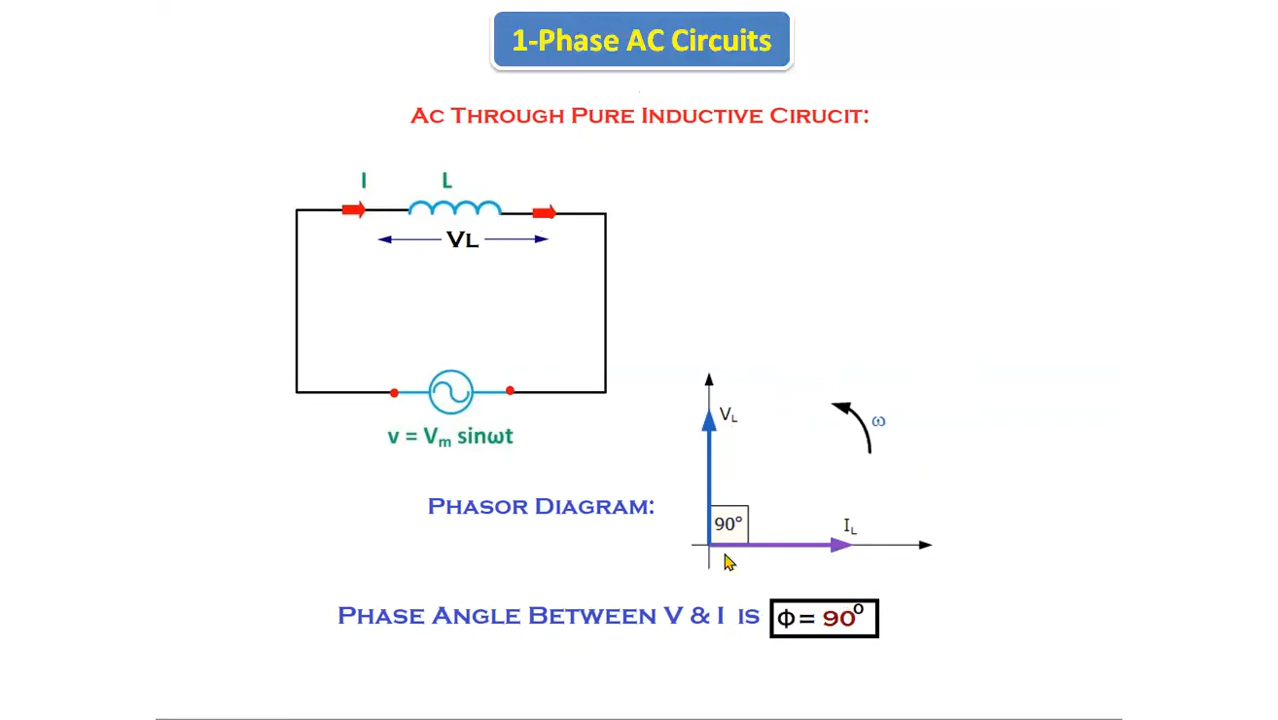 1-Phase AC Circuits
Ac Through Pure Inductive Cirucit:
I
L
VL
v = Vm sinωt
VL
ω
Phasor Diagram:
90°
IL
Phase Angle Between V & I is Φ = 90°